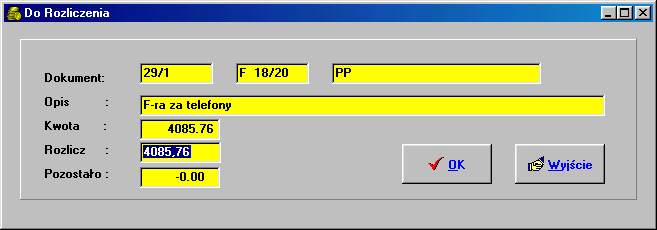 Do Rozliczenia
Dokument: 29/1 F 18/20 PP
Opis : F-ra za telefony
Kwota : 4085.76
Rozlicz : 4085,76
Pozostało : -0.00
OK Wyjście